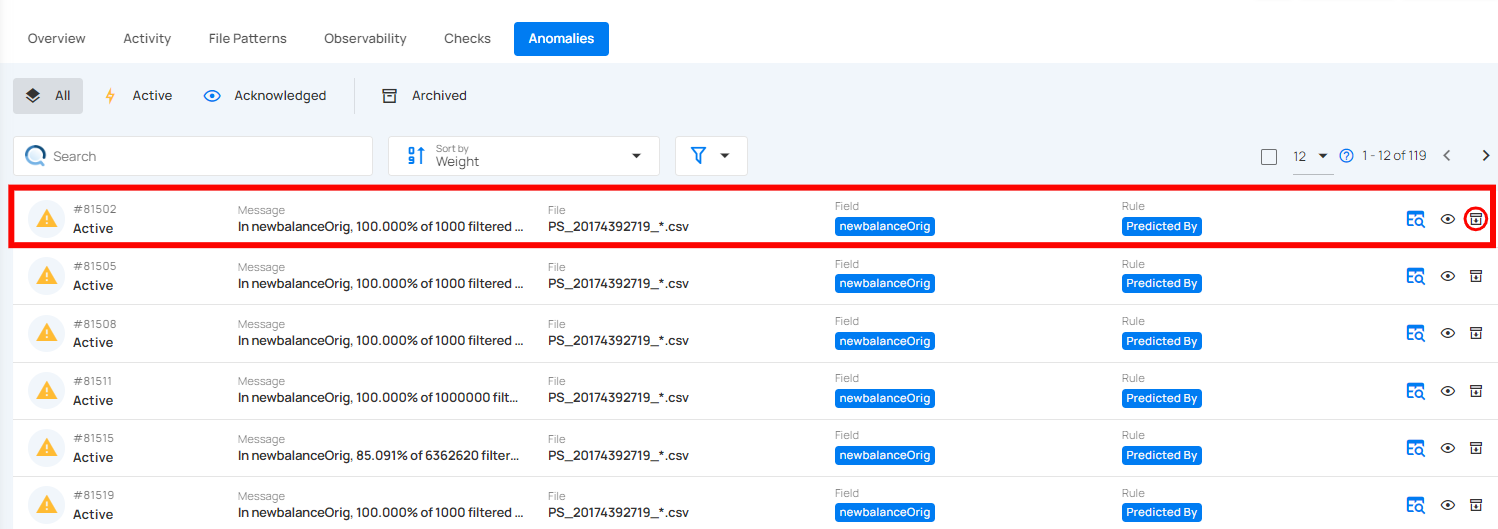 Overview Activity File Patterns Observability Checks Anomalies
All Active Acknowledged Archived
Search Sort by Weight 12 1 - 12 of 119
#81502 Message File Field Rule
Active In newbalanceOrig, 100.000% of 1000 filtered ... PS_20174392719_*.csv newbalanceOrig Predicted By
#81505 Message File Field Rule
Active In newbalanceOrig, 100.000% of 1000 filtered ... PS_20174392719_*.csv newbalanceOrig Predicted By
#81508 Message File Field Rule
Active In newbalanceOrig, 100.000% of 1000 filtered ... PS_20174392719_*.csv newbalanceOrig Predicted By
#81511 Message File Field Rule
Active In newbalanceOrig, 100.000% of 1000000 filt... PS_20174392719_*.csv newbalanceOrig Predicted By
#81515 Message File Field Rule
Active In newbalanceOrig, 85.091% of 6362620 filter... PS_20174392719_*.csv newbalanceOrig Predicted By
#81519 Message File Field Rule
Active In newbalanceOrig, 100.000% of 1000 filtered ... PS_20174392719_*.csv newbalanceOrig Predicted By